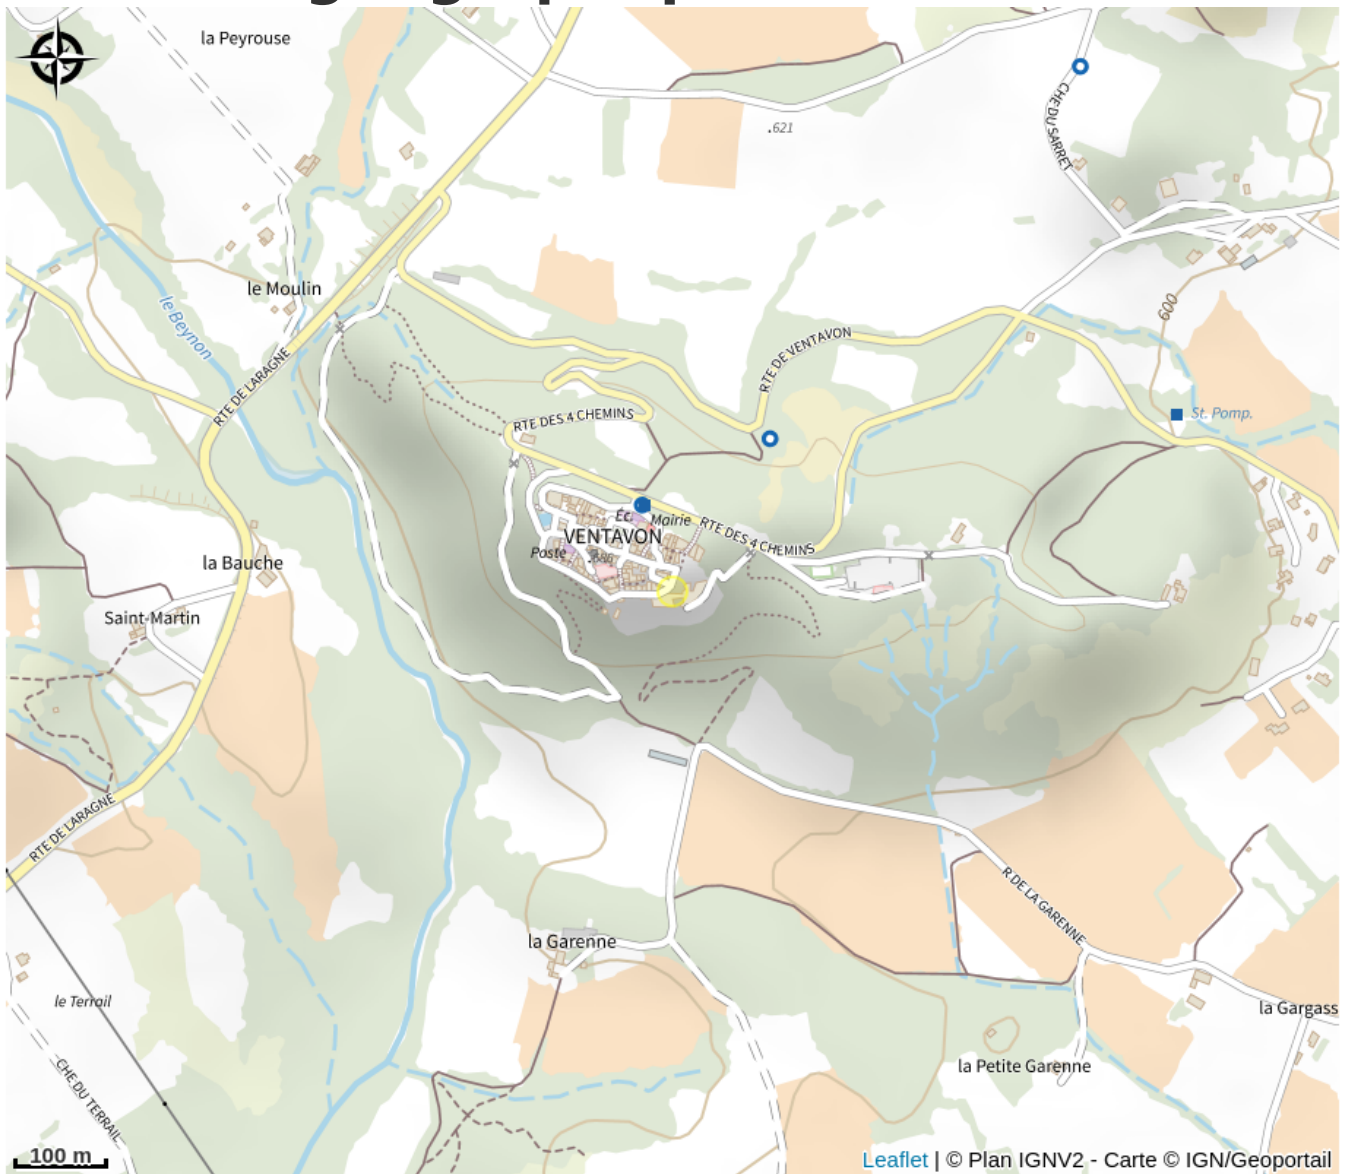 la Peyrouse
CHE DU SARRET
.621
le Moulin
600
le Beynon
RTE DE VENTAVON
RTE DE LARAGNE
RTE DES 4 CHEMINS
St. Pomp.
Éc.
Mairie
RTE DES 4 CHEMINS
VENTAVON
Poste
la Bauche
Saint-Martin
RTE DE LARAGNE
R. DE LA GARENNE
la Garenne
le Terrail
la Gargass
la Petite Garenne
CHE DU TERRAIL
100 m
Leaflet | © Plan IGNV2 - Carte © IGN/Geoportail